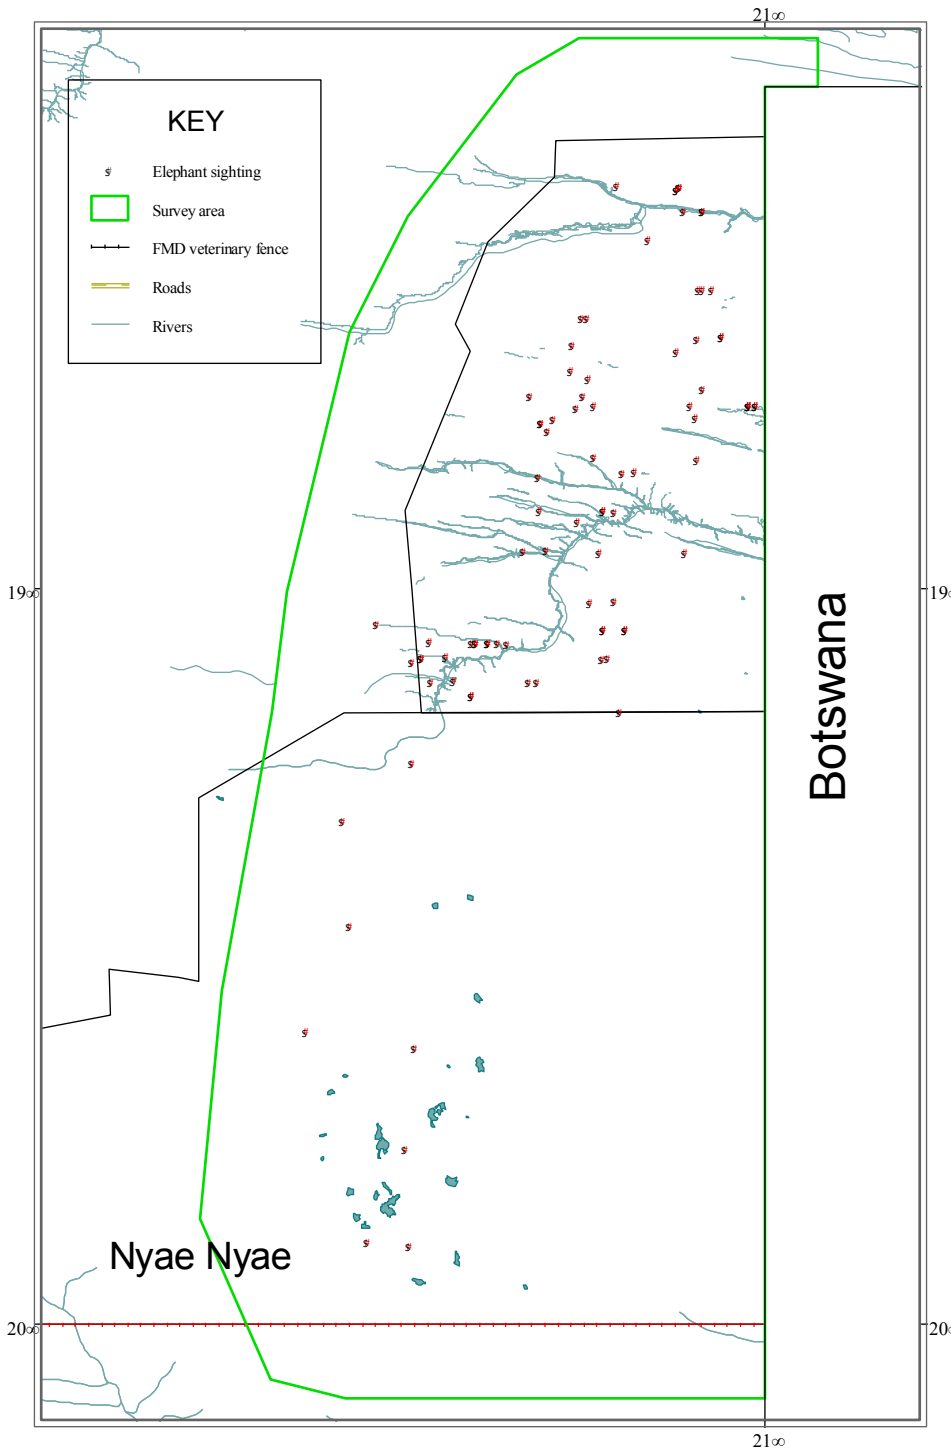 21∞
KEY
Elephant sighting
Survey area
FMD veterinary fence
Roads
Rivers
19∞
19∞
Botswana
Nyae Nyae
20∞
20∞
21∞